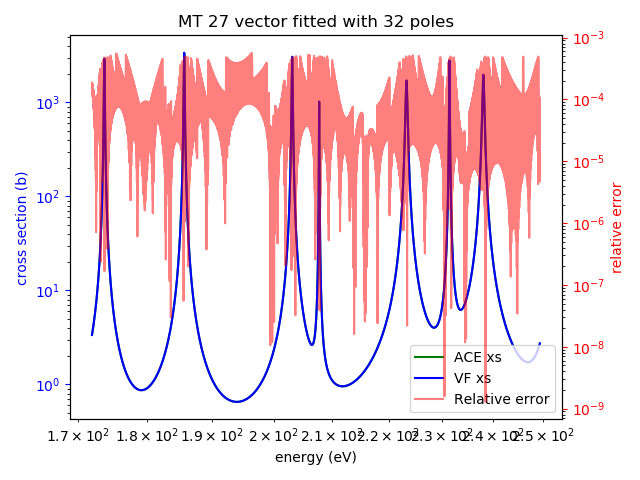 MT 27 vector fitted with 32 poles
cross section (b)
10³
10²
10¹
10⁰
10⁻³
10⁻⁴
10⁻⁵
10⁻⁶
10⁻⁷
10⁻⁸
10⁻⁹
relative error
ACE xs
VF xs
Relative error
1.7 × 10² 1.8 × 10² 1.9 × 10² 2 × 10² 2.1 × 10² 2.2 × 10² 2.3 × 10² 2.4 × 10² 2.5 × 10²
energy (eV)